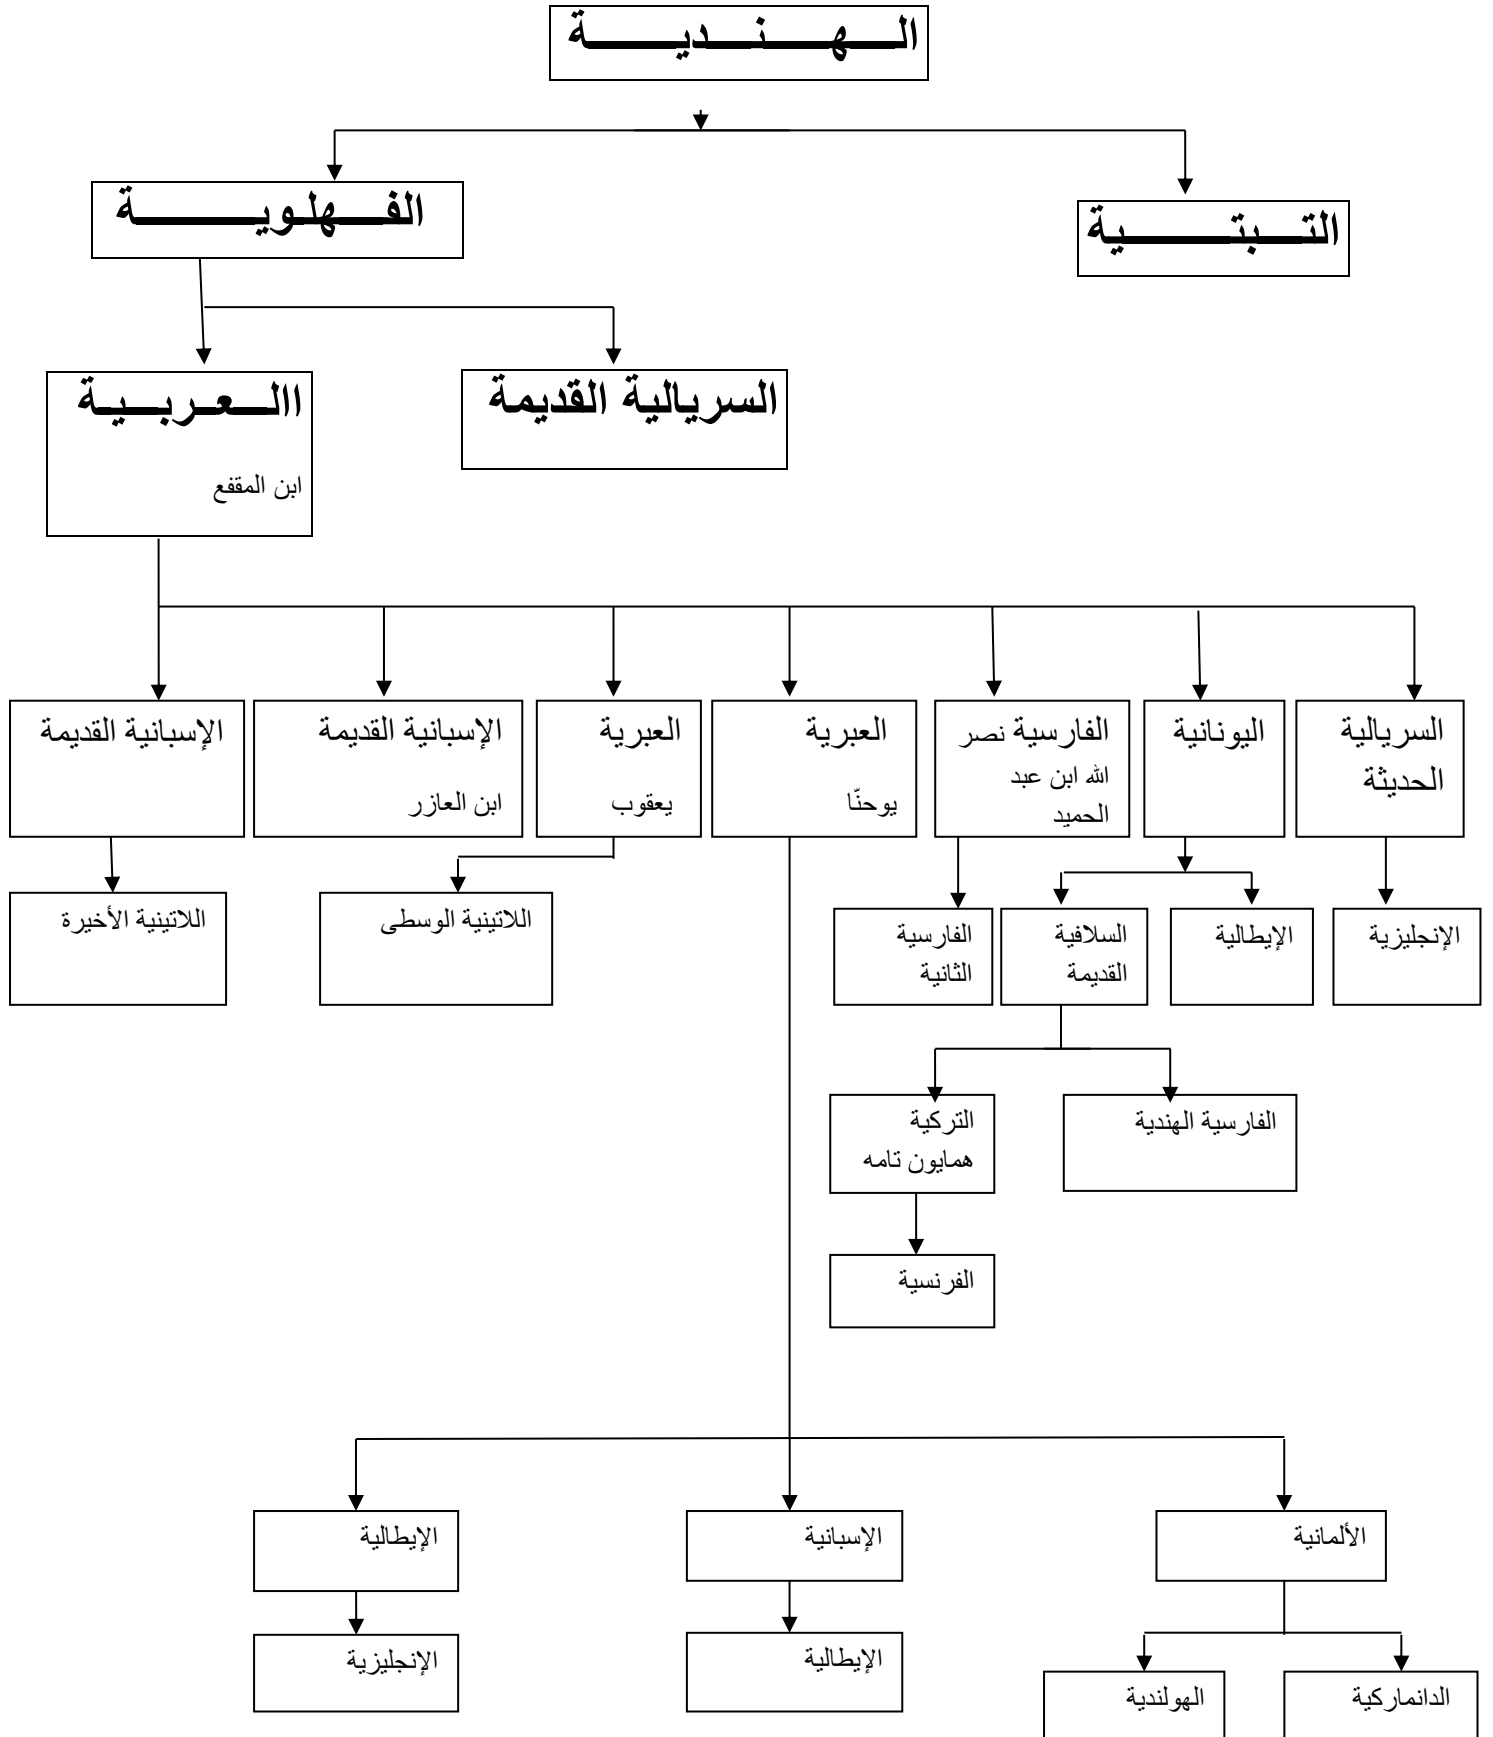 الهندية
التبتية
الفهلوية
السريالية القديمة
االعربية
ابن المقفع
السريالية
الحديثة
اليونانية
الفارسية نصر
الله ابن عبد
الحميد
العبرية
يوحنّا
العبرية
يعقوب
الإسبانية القديمة
ابن العازر
الإسبانية القديمة
الإنجليزية
الإيطالية
السلافية
القديمة
الفارسية
الثانية
اللاتينية الوسطى
اللاتينية الأخيرة
الفارسية الهندية
التركية
همايون تامه
الفرنسية
الألمانية
الإسبانية
الإيطالية
الدانماركية
الهولندية
الإيطالية
الإنجليزية